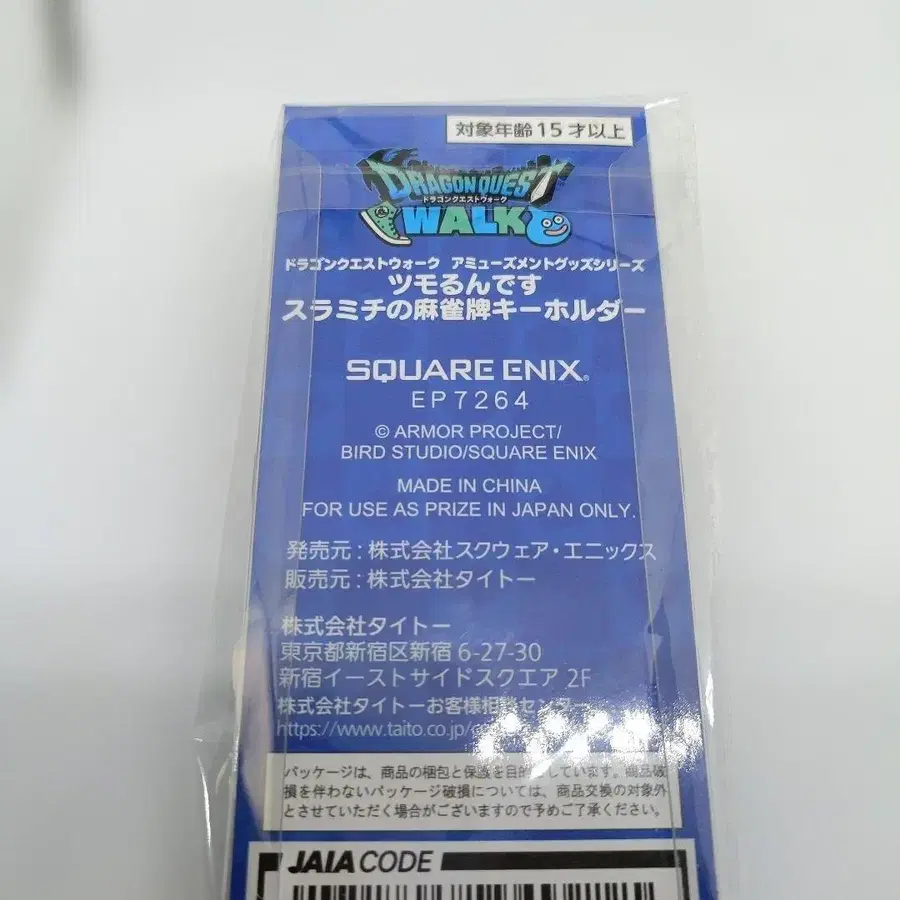 対象年齢15才以上
DRAGON QUEST
ドラゴンクエストウォーク
WALK
ドラゴンクエストウォーク アミューズメントグッズシリーズ
ツモるんです
スラミチの麻雀牌キーホルダー
SQUARE ENIX®
EP7264
© ARMOR PROJECT/
BIRD STUDIO/SQUARE ENIX
MADE IN CHINA
FOR USE AS PRIZE IN JAPAN ONLY.
発売元:株式会社スクウェア・エニックス
販売元:株式会社タイトー
株式会社タイトー
東京都新宿区新宿 6-27-30
新宿イーストサイドスクエア 2F
株式会社タイトーお客様相談センター
https://www.taito.co.jp/
パッケージは、商品の梱包と保護を目的としています。商品破
損を伴わないパッケージ破損については、商品交換の対象外
とさせていただく場合がございますので予めご了承ください。
JAIA CODE